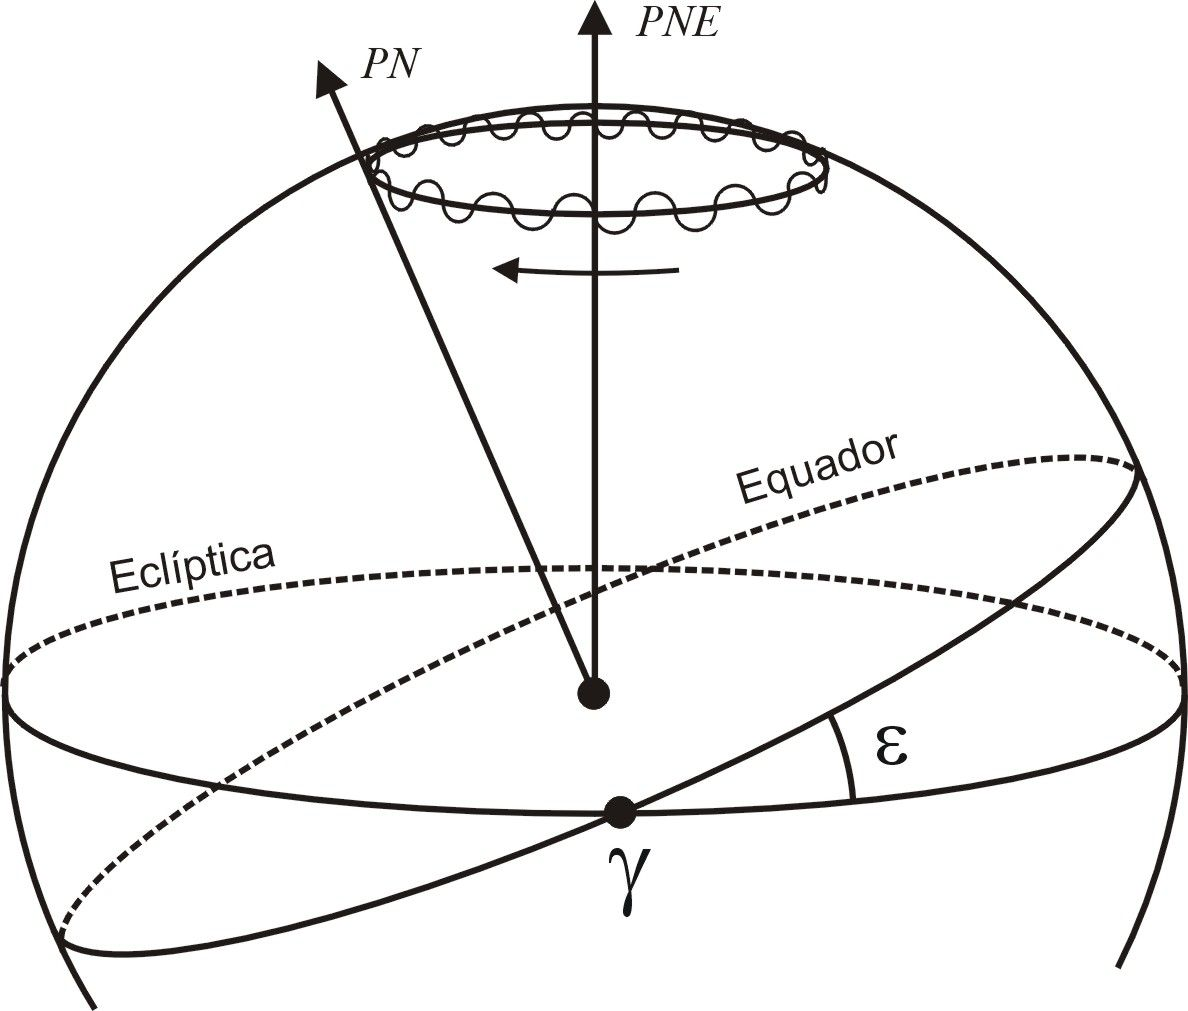 PNE
PN
Equador
Eclíptica
ε
γ